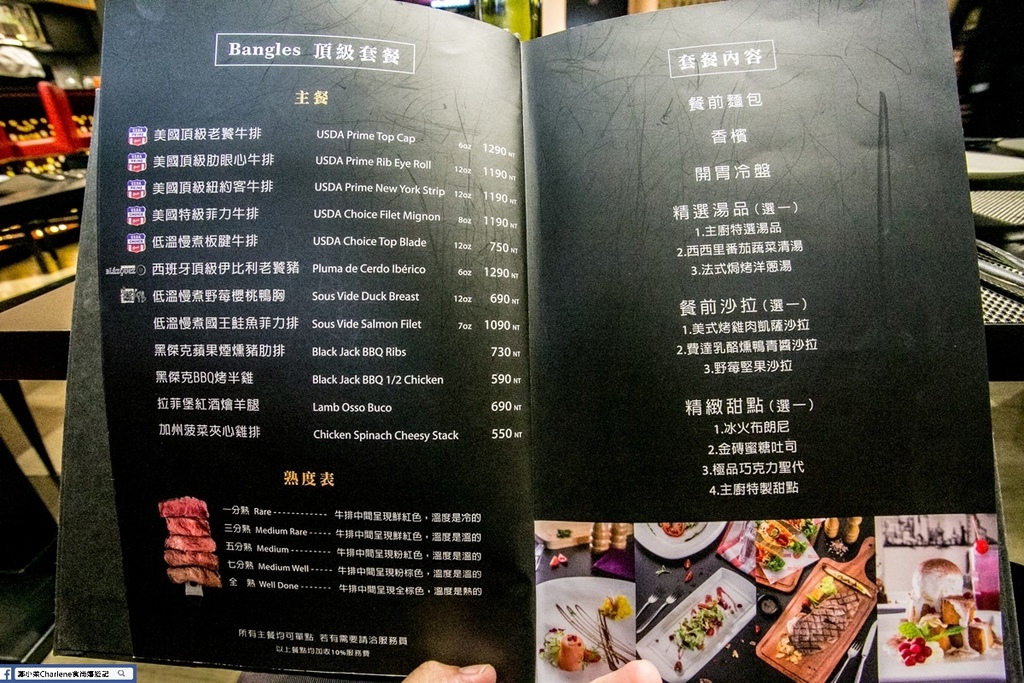 Bangles 頂級套餐
主餐
美國頂級老饕牛排 USDA Prime Top Cap 6oz 1290 NT
美國頂級肋眼心牛排 USDA Prime Rib Eye Roll 12oz 1190 NT
美國頂級紐約客牛排 USDA Prime New York Strip 12oz 1190 NT
美國特級菲力牛排 USDA Choice Filet Mignon 8oz 1190 NT
低溫慢煮板腱牛排 USDA Choice Top Blade 12oz 750 NT
西班牙頂級伊比利老饕豬 Pluma de Cerdo Ibérico 6oz 1290 NT
低溫慢煮野莓櫻桃鴨胸 Sous Vide Duck Breast 12oz 690 NT
低溫慢煮國王鮭魚菲力排 Sous Vide Salmon Filet 7oz 1090 NT
黑傑克蘋果煙燻豬肋排 Black Jack BBQ Ribs 730 NT
黑傑克BBQ烤半雞 Black Jack BBQ 1/2 Chicken 590 NT
拉菲堡紅酒燴羊腿 Lamb Osso Buco 690 NT
加州菠菜夾心雞排 Chicken Spinach Cheesy Stack 550 NT
熟度表
一分熟 Rare ------------- 牛排中間呈現鮮紅色，溫度是冷的
三分熟 Medium Rare ------ 牛排中間呈現鮮紅色，溫度是溫的
五分熟 Medium ---------- 牛排中間呈現粉紅色，溫度是溫的
七分熟 Medium Well ----- 牛排中間呈現粉棕色，溫度是溫的
全 熟 Well Done --------- 牛排中間呈現全棕色，溫度是熱的
所有主餐均可單點 若有需要請洽服務員
以上餐點均加收10%服務費
套餐內容
餐前麵包
香檳
開胃冷盤
精選湯品（選一）
1.主廚特選湯品
2.西西里番茄蔬菜清湯
3.法式焗烤洋蔥湯
餐前沙拉（選一）
1.美式烤雞肉凱薩沙拉
2.費達乳酪燻鴨青醬沙拉
3.野莓堅果沙拉
精緻甜點（選一）
1.冰火布朗尼
2.金磚蜜糖吐司
3.極品巧克力聖代
4.主廚特製甜點